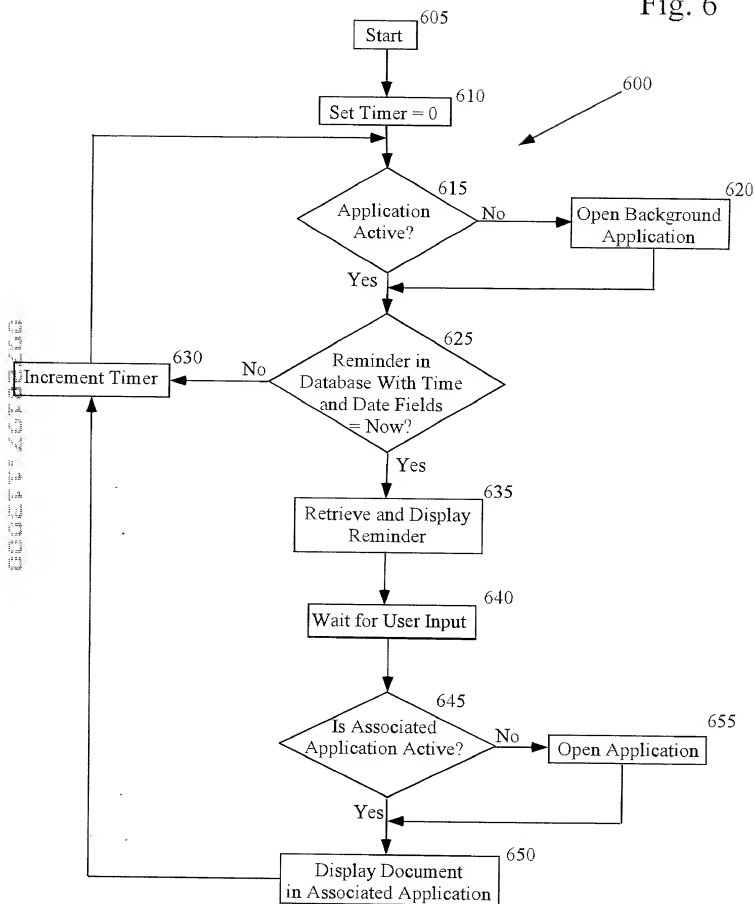 Fig. 6
605
Start
610
Set Timer = 0
600
615
Application
Active?
No
620
Open Background
Application
Yes
625
Reminder in
Database With Time
and Date Fields
= Now?
No
630
Increment Timer
Yes
635
Retrieve and Display
Reminder
640
Wait for User Input
645
Is Associated
Application Active?
No
655
Open Application
Yes
650
Display Document
in Associated Application